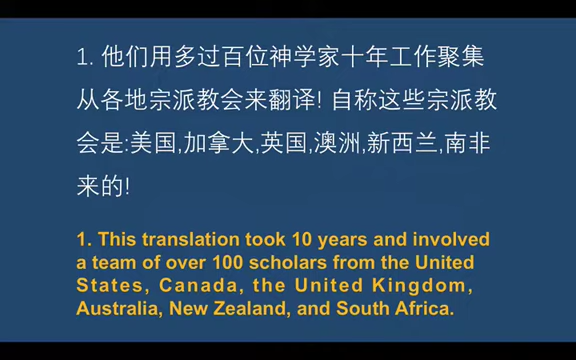 1. 他们用多过百位神学家十年工作聚集
从各地宗派教会来翻译! 自称这些宗派教
会是:美国,加拿大,英国,澳洲,新西兰,南非
来的!
1. This translation took 10 years and involved
a team of over 100 scholars from the United
States, Canada, the United Kingdom,
Australia, New Zealand, and South Africa.